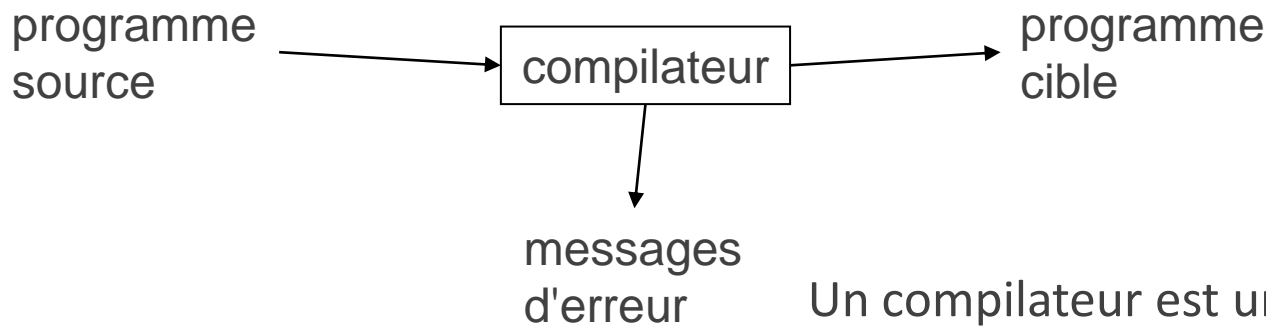 programme
source
compilateur
programme
cible
messages
d'erreur
Un compilateur est